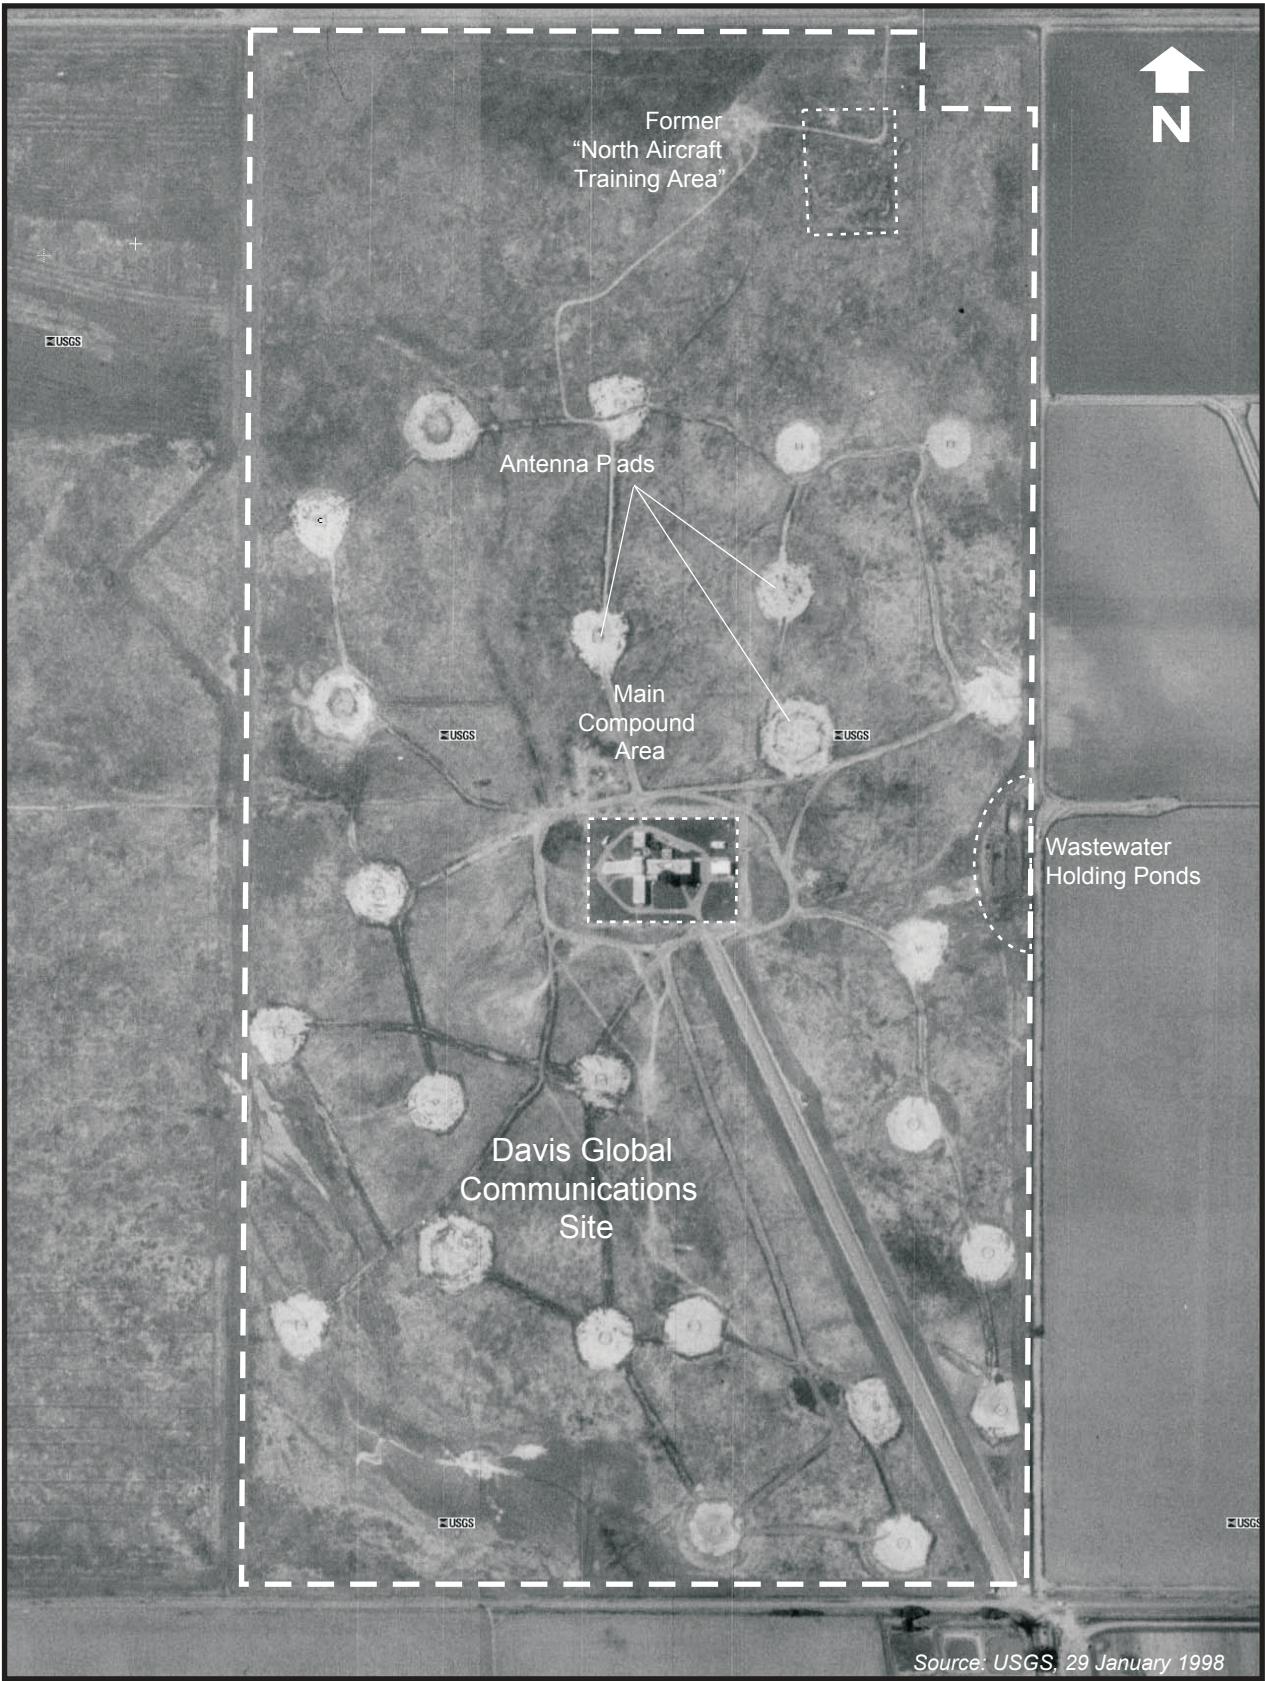 Former
“North Aircraft
Training Area”
N
USGS
Antenna Pads
c
Main
Compound
Area
USGS
USGS
Wastewater
Holding Ponds
Davis Global
Communications
Site
USGS
USGS
Source: USGS, 29 January 1998